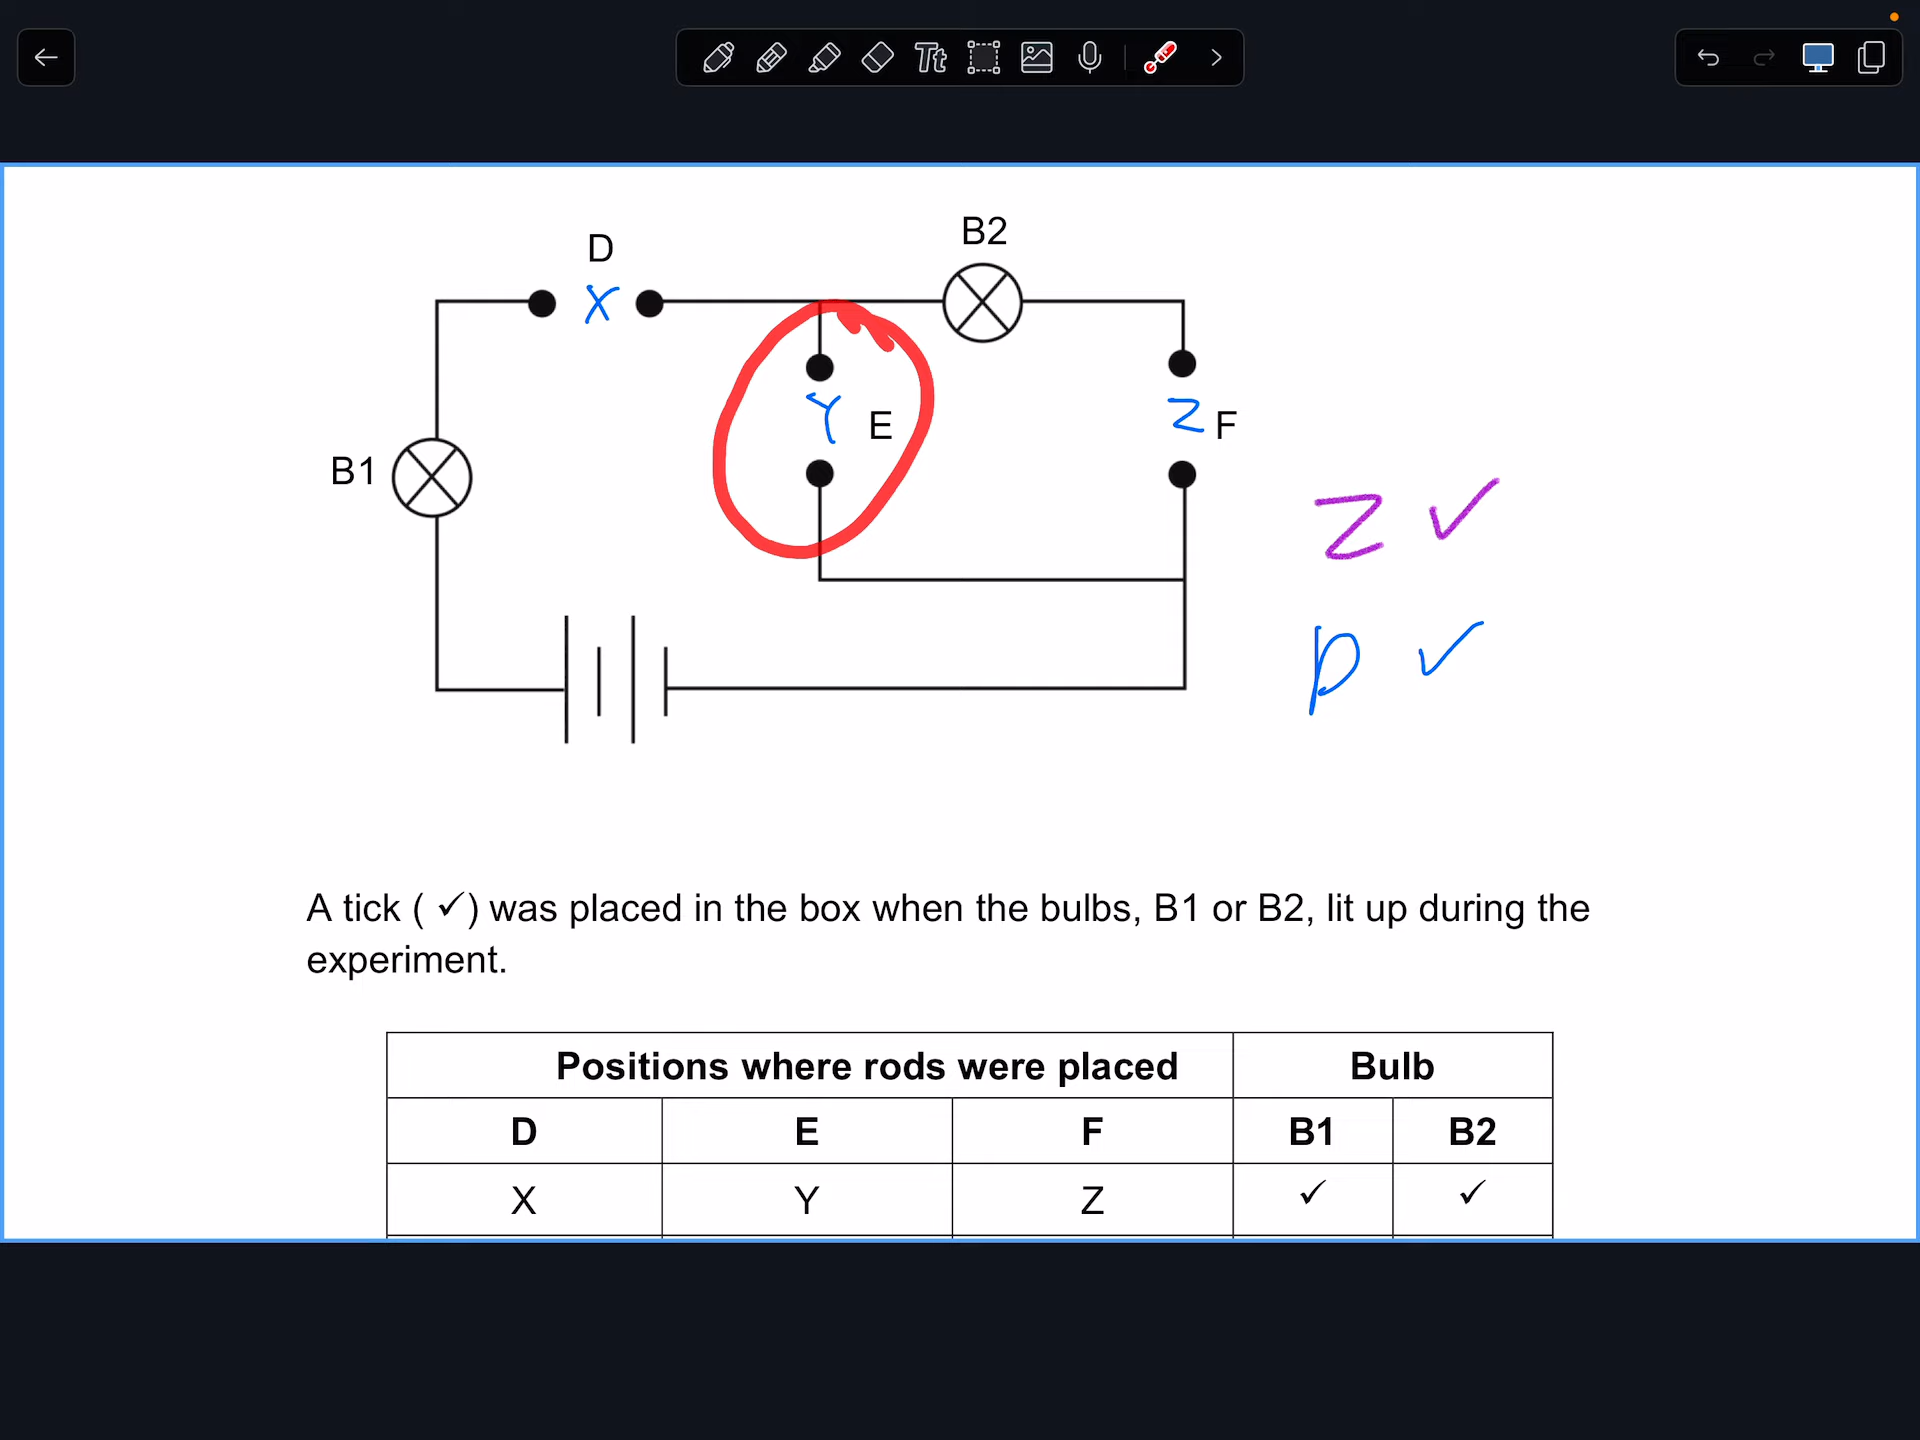 Tt
B2
D
X
Y
E
Z F
B1
Z ✓
P ✓
A tick ( ✓) was placed in the box when the bulbs, B1 or B2, lit up during the
experiment.
Positions where rods were placed Bulb
D E F B1 B2
X Y Z ✓ ✓